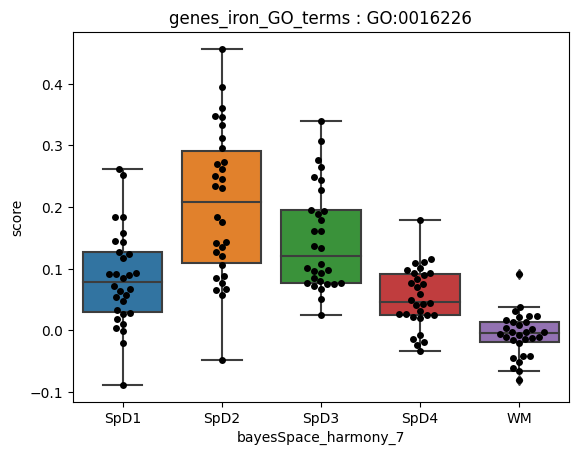 genes_iron_GO_terms : GO:0016226
score
0.4
0.3
0.2
0.1
0.0
−0.1
SpD1 SpD2 SpD3 SpD4 WM
bayesSpace_harmony_7